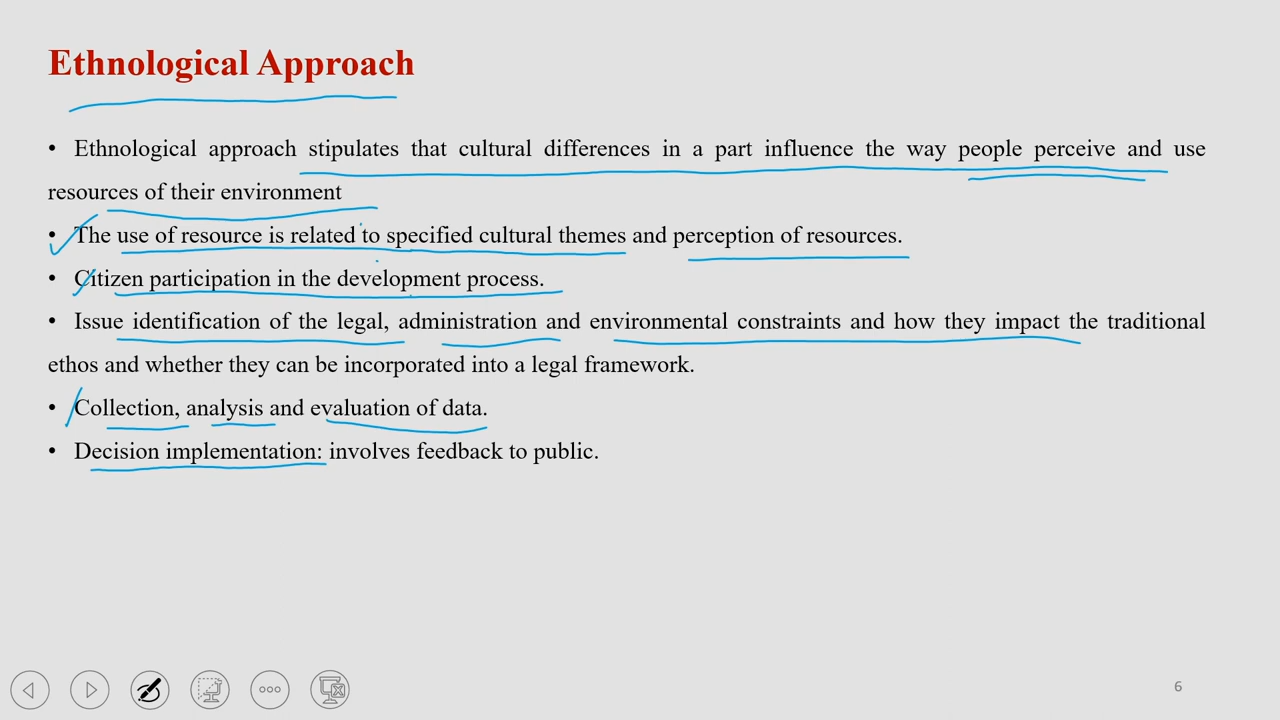 Ethnological Approach
• Ethnological approach stipulates that cultural differences in a part influence the way people perceive and use
resources of their environment
• The use of resource is related to specified cultural themes and perception of resources.
• Citizen participation in the development process.
• Issue identification of the legal, administration and environmental constraints and how they impact the traditional
ethos and whether they can be incorporated into a legal framework.
• Collection, analysis and evaluation of data.
• Decision implementation: involves feedback to public.
6